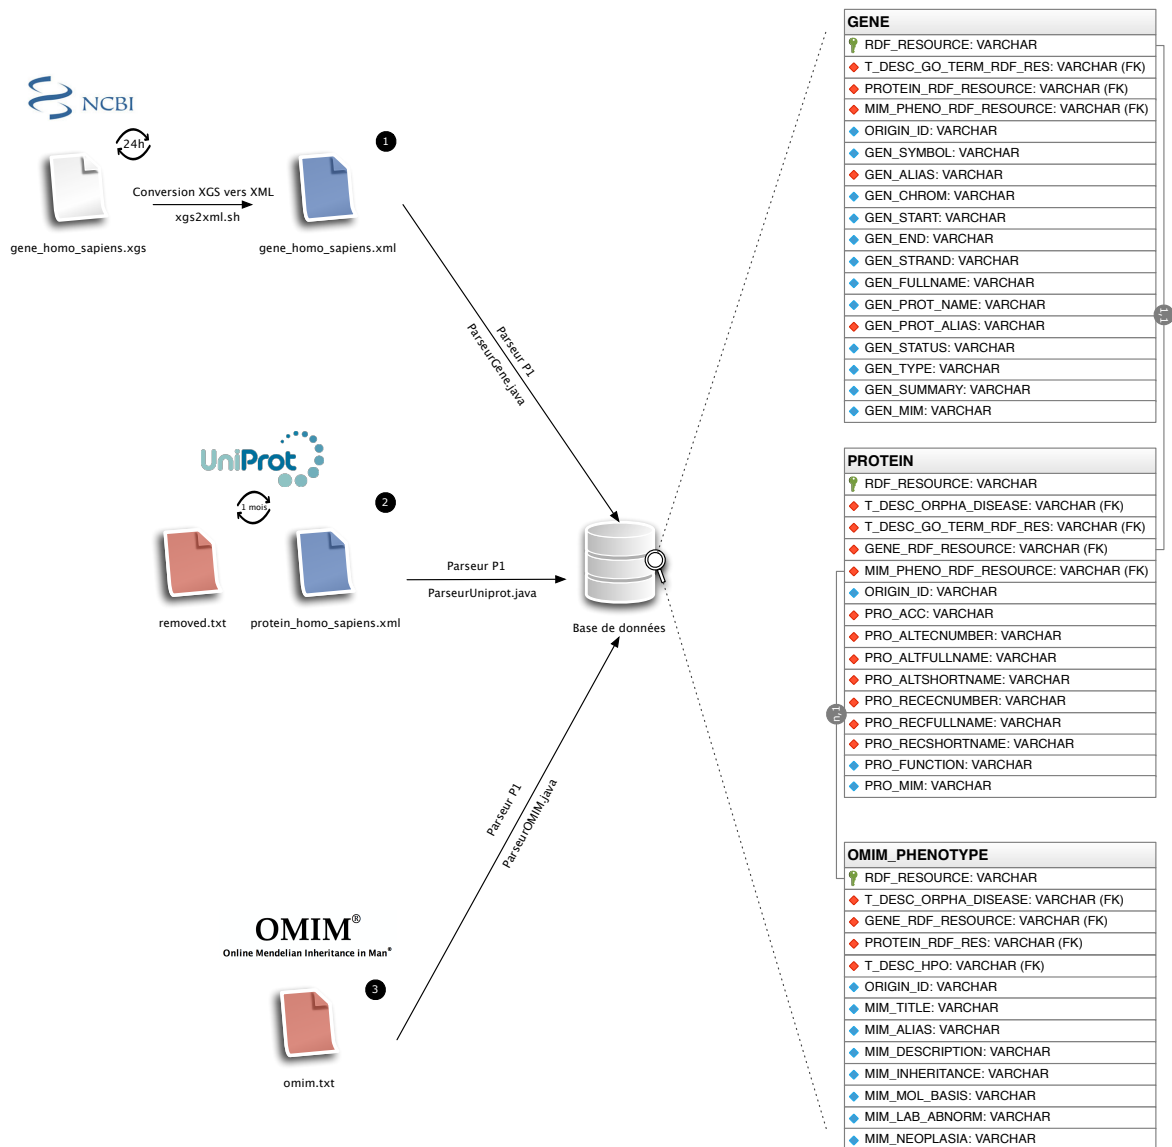 NCBI
24h
1
Conversion XGS vers XML
xgs2xml.sh
gene_homo_sapiens.xgs
gene_homo_sapiens.xml
Parseur P1
ParseurGene.java
UniProt
1 mois
2
removed.txt
protein_homo_sapiens.xml
Parseur P1
ParseurUniprot.java
Base de données
Parseur P1
ParseurOMIM.java
OMIM®
Online Mendelian Inheritance in Man®
3
omim.txt
GENE
RDF_RESOURCE: VARCHAR
T_DESC_GO_TERM_RDF_RES: VARCHAR (FK)
PROTEIN_RDF_RESOURCE: VARCHAR (FK)
MIM_PHENO_RDF_RESOURCE: VARCHAR (FK)
ORIGIN_ID: VARCHAR
GEN_SYMBOL: VARCHAR
GEN_ALIAS: VARCHAR
GEN_CHROM: VARCHAR
GEN_START: VARCHAR
GEN_END: VARCHAR
GEN_STRAND: VARCHAR
GEN_FULLNAME: VARCHAR
GEN_PROT_NAME: VARCHAR
GEN_PROT_ALIAS: VARCHAR
GEN_STATUS: VARCHAR
GEN_TYPE: VARCHAR
GEN_SUMMARY: VARCHAR
GEN_MIM: VARCHAR
1,1
PROTEIN
RDF_RESOURCE: VARCHAR
T_DESC_ORPHA_DISEASE: VARCHAR (FK)
T_DESC_GO_TERM_RDF_RES: VARCHAR (FK)
GENE_RDF_RESOURCE: VARCHAR (FK)
MIM_PHENO_RDF_RESOURCE: VARCHAR (FK)
ORIGIN_ID: VARCHAR
PRO_ACC: VARCHAR
PRO_ALTECNUMBER: VARCHAR
PRO_ALTFULLNAME: VARCHAR
PRO_ALTSHORTNAME: VARCHAR
PRO_RECECNUMBER: VARCHAR
PRO_RECFULLNAME: VARCHAR
PRO_RECSHORTNAME: VARCHAR
PRO_FUNCTION: VARCHAR
PRO_MIM: VARCHAR
OMIM_PHENOTYPE
RDF_RESOURCE: VARCHAR
T_DESC_ORPHA_DISEASE: VARCHAR (FK)
GENE_RDF_RESOURCE: VARCHAR (FK)
PROTEIN_RDF_RES: VARCHAR (FK)
T_DESC_HPO: VARCHAR (FK)
ORIGIN_ID: VARCHAR
MIM_TITLE: VARCHAR
MIM_ALIAS: VARCHAR
MIM_DESCRIPTION: VARCHAR
MIM_INHERITANCE: VARCHAR
MIM_MOL_BASIS: VARCHAR
MIM_LAB_ABNORM: VARCHAR
MIM_NEOPLASIA: VARCHAR